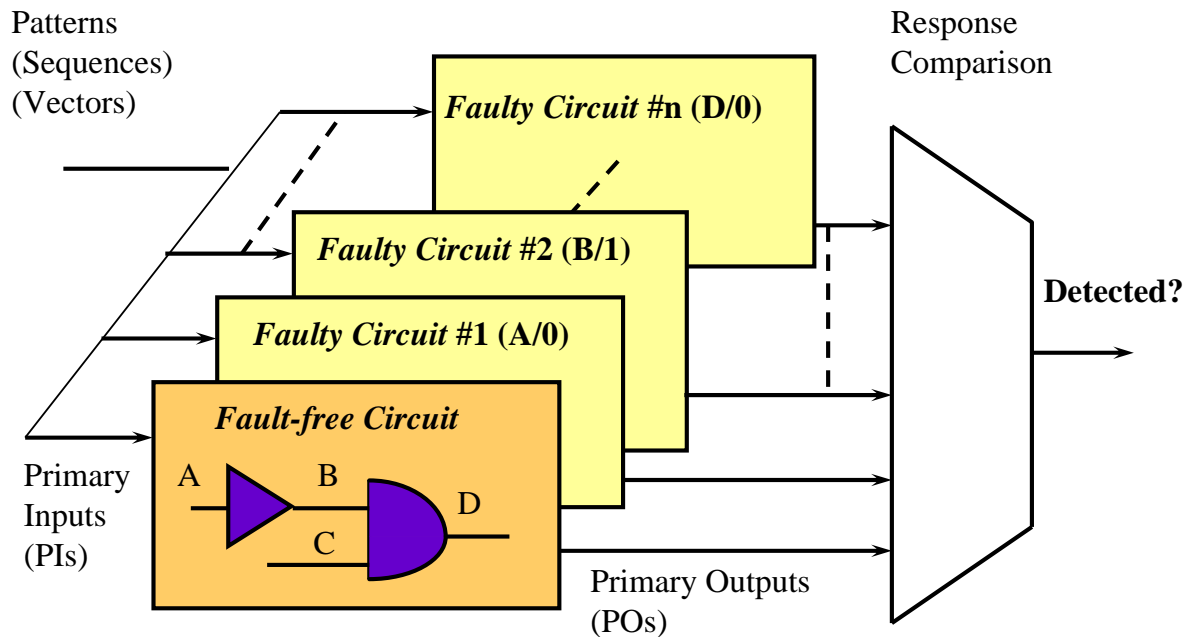 Patterns
(Sequences)
(Vectors)
Response
Comparison
Faulty Circuit #n (D/0)
Faulty Circuit #2 (B/1)
Detected?
Faulty Circuit #1 (A/0)
Fault-free Circuit
Primary
Inputs
(PIs)
A
B
C
D
Primary Outputs
(POs)